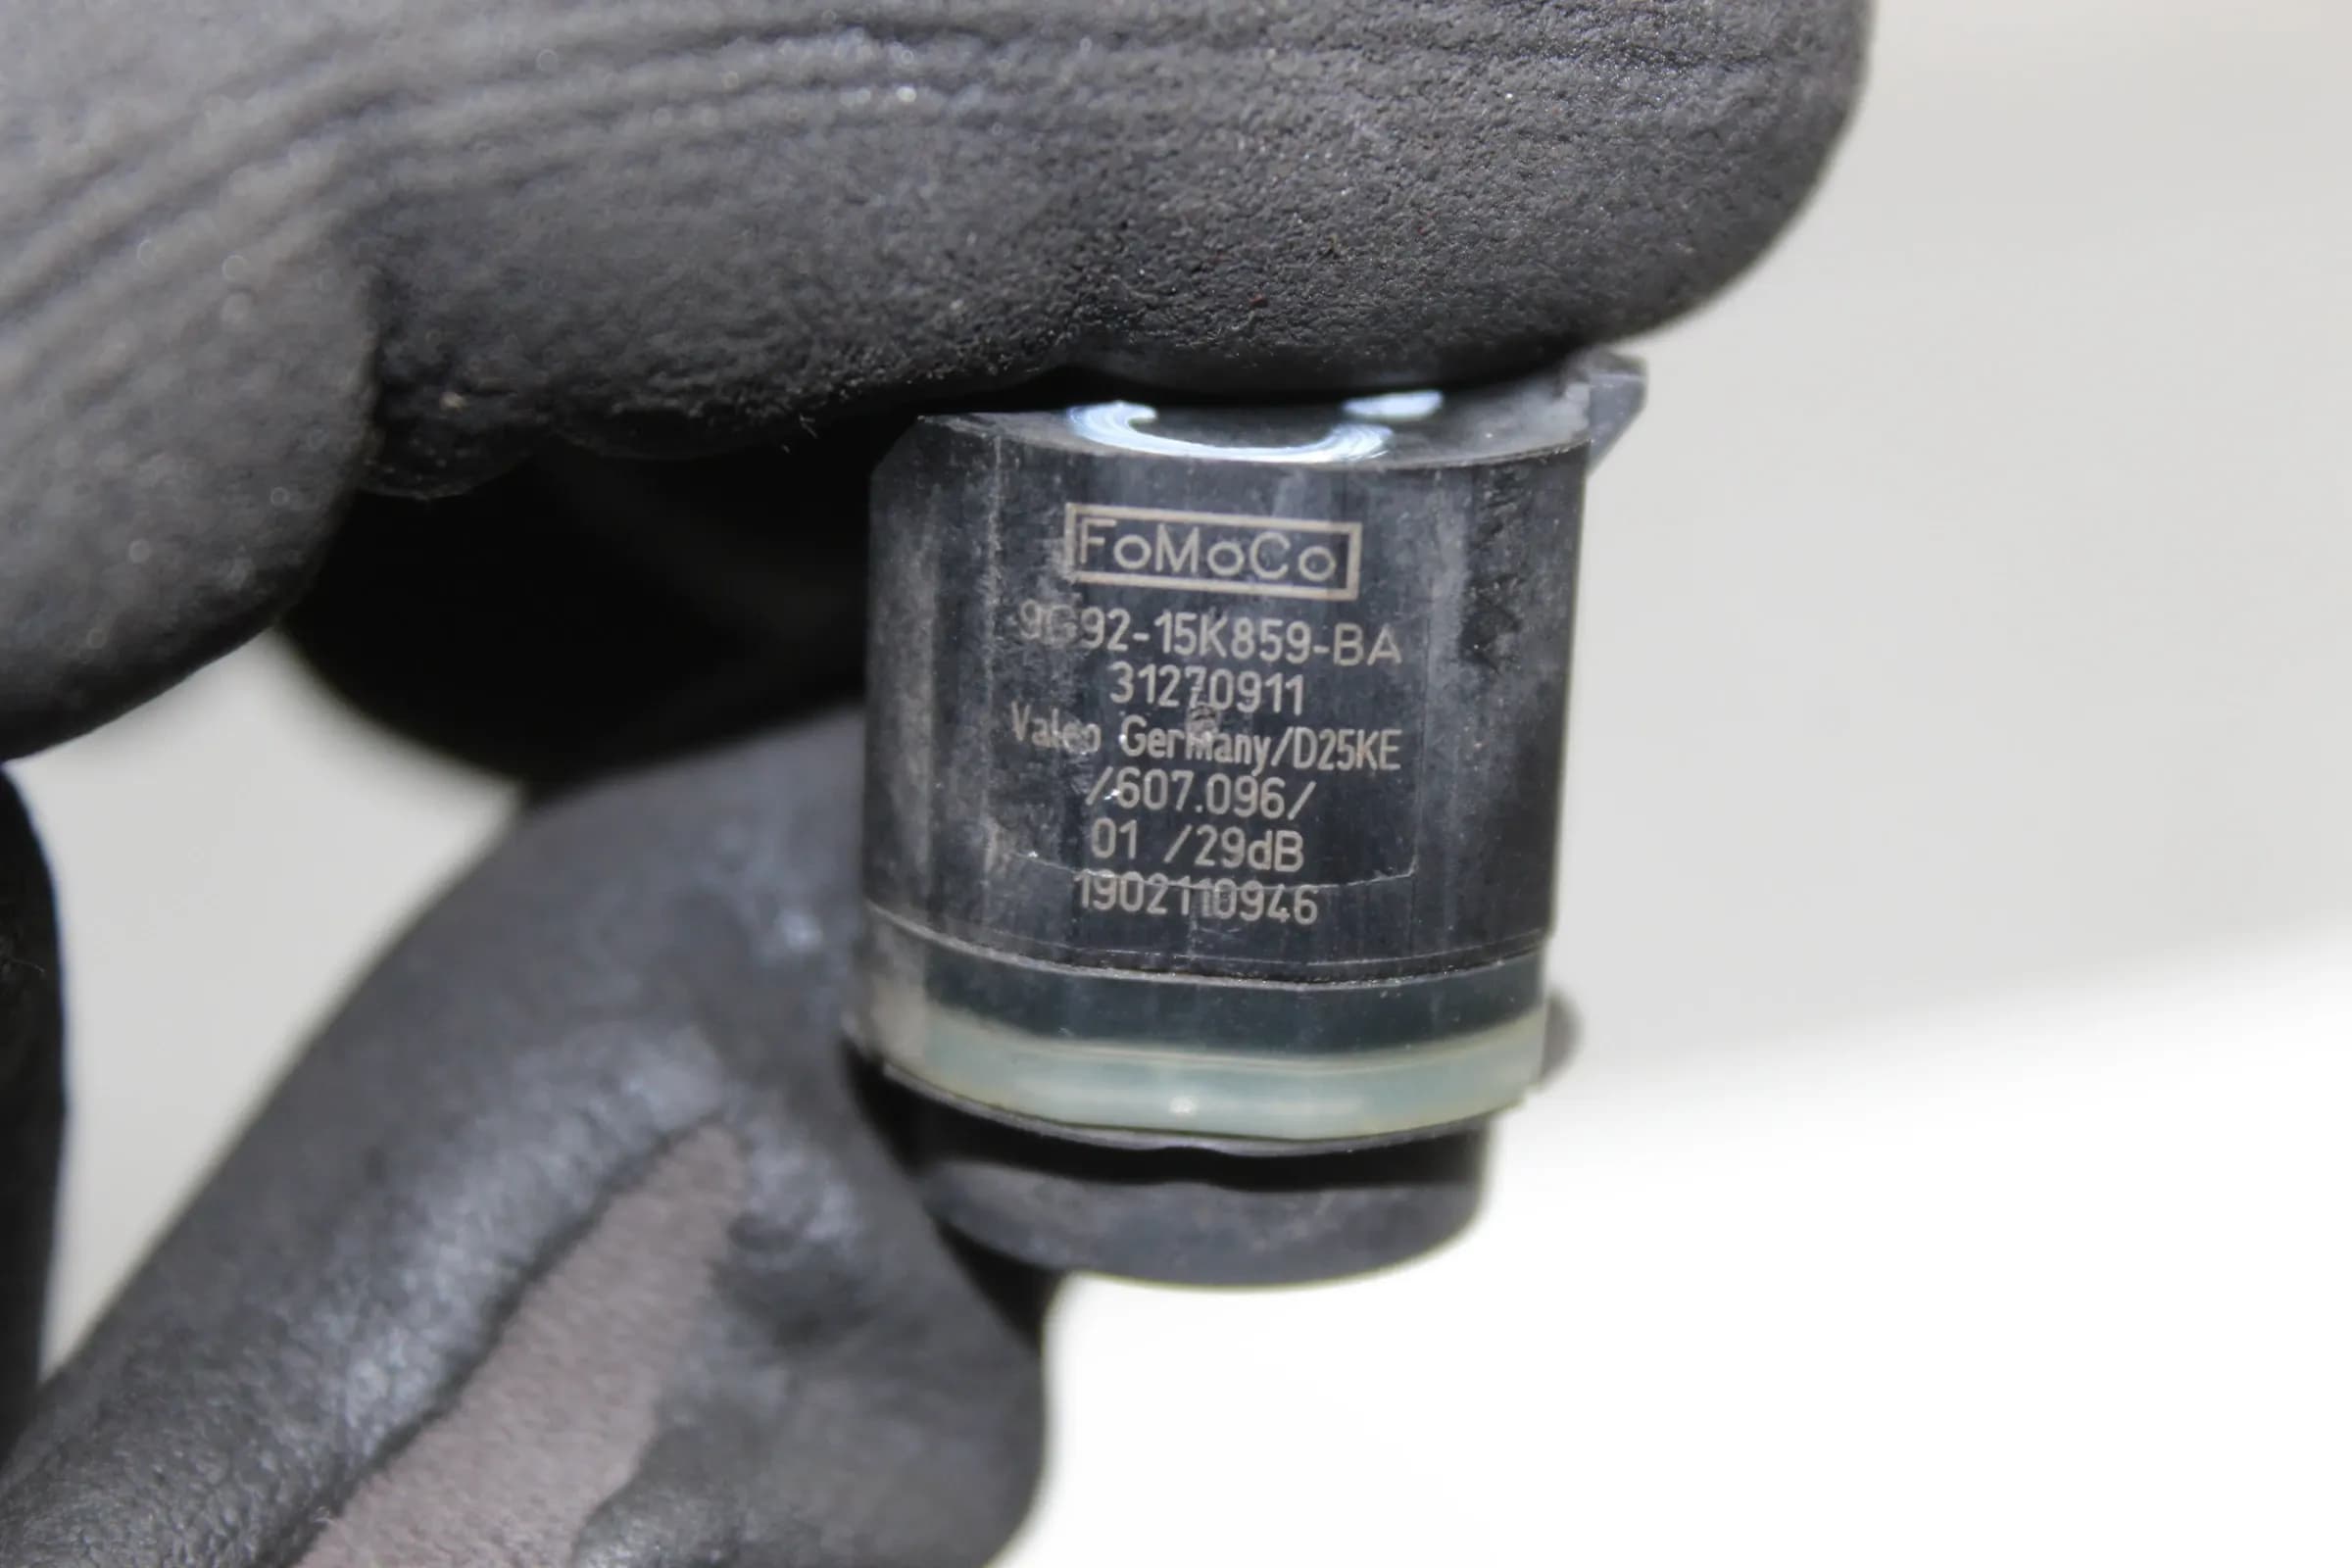 FoMoCo
9G92-15K859-BA
31270911
Valeo Germany/D25KE
/607.096/
01 /29dB
1902110946